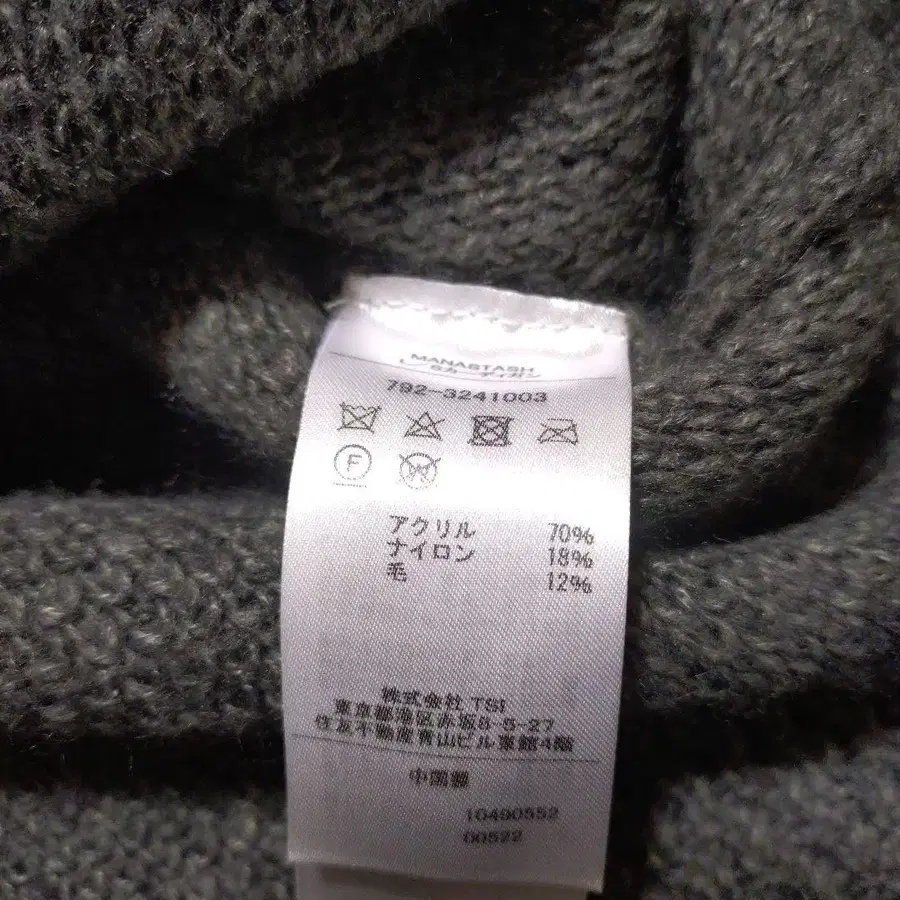 MANASTASH
792-3241003
F
W
アクリル 70%
ナイロン 18%
毛 12%
株式会社 TSI
東京都港区赤坂8-5-27
住友不動産青山ビル東館4階
中国製
10490552
00522